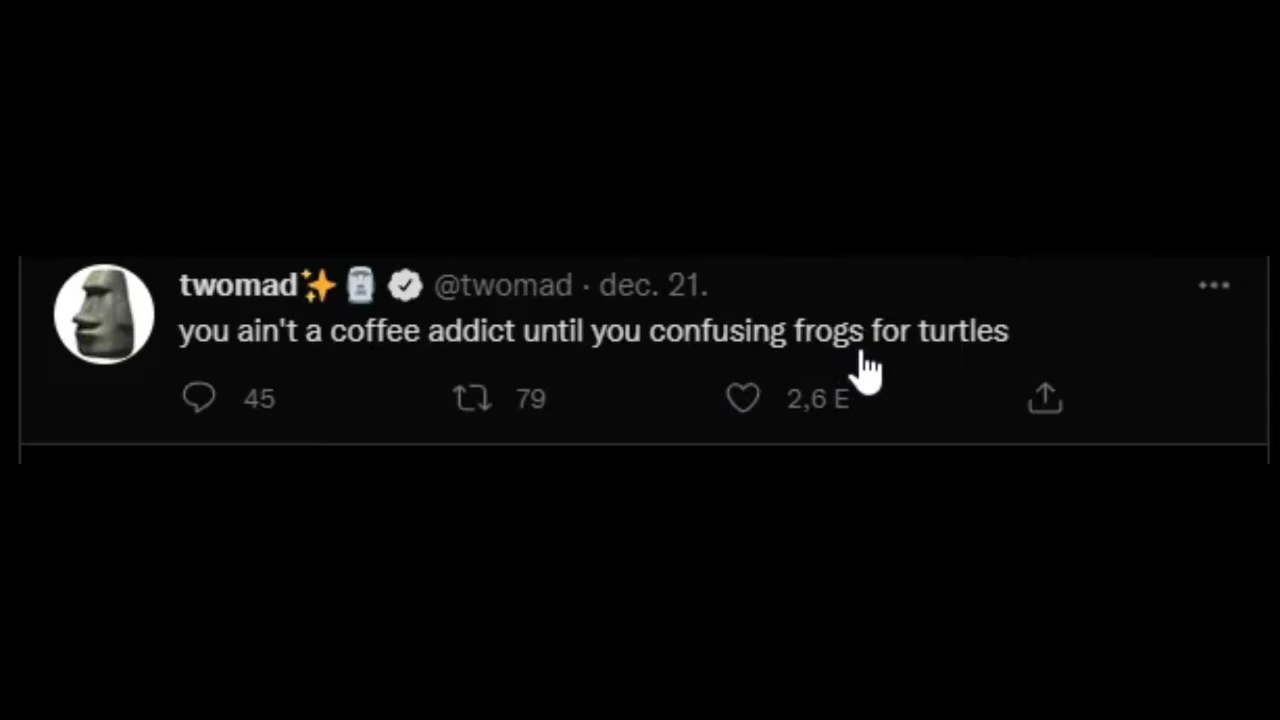 twomad✨🗿 @twomad · dec. 21.
you ain't a coffee addict until you confusing frogs for turtles
45 79 2,6 E